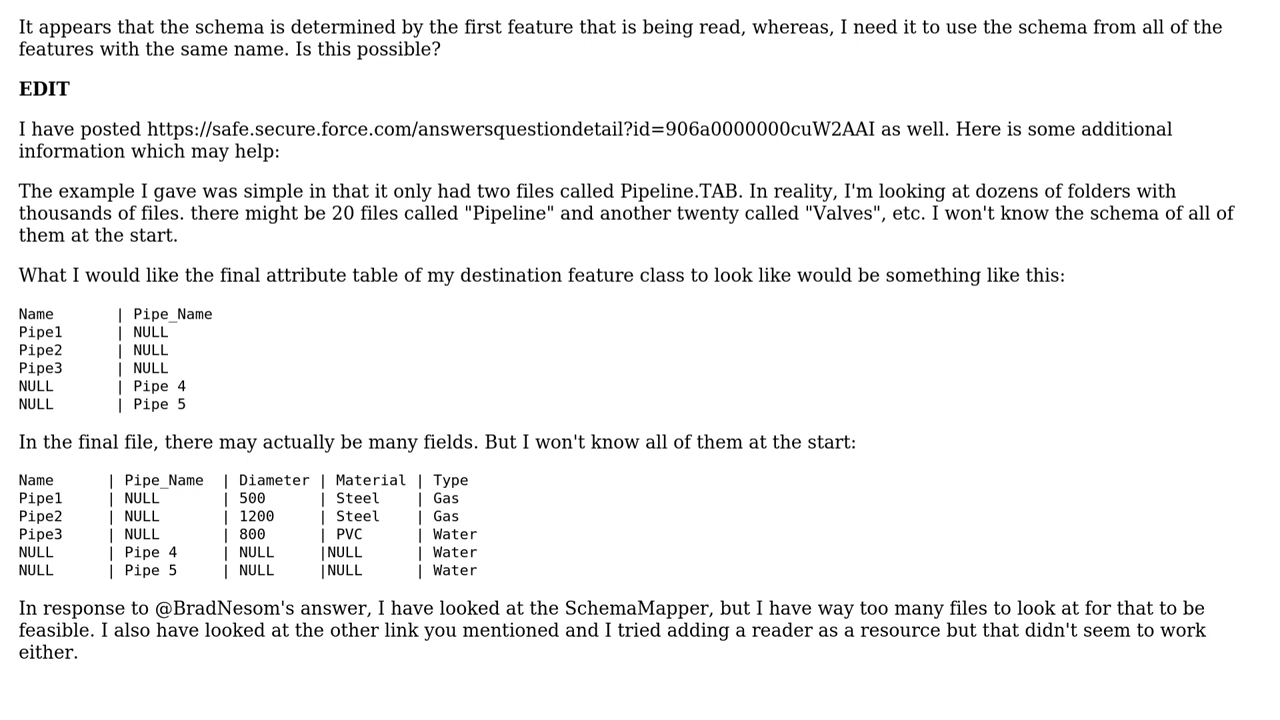 It appears that the schema is determined by the first feature that is being read, whereas, I need it to use the schema from all of the
features with the same name. Is this possible?
EDIT
I have posted https://safe.secure.force.com/answersquestiondetail?id=906a0000000cuW2AAI as well. Here is some additional
information which may help:
The example I gave was simple in that it only had two files called Pipeline.TAB. In reality, I'm looking at dozens of folders with
thousands of files. there might be 20 files called "Pipeline" and another twenty called "Valves", etc. I won't know the schema of all of
them at the start.
What I would like the final attribute table of my destination feature class to look like would be something like this:
Name       | Pipe_Name
Pipe1      | NULL
Pipe2      | NULL
Pipe3      | NULL
NULL       | Pipe 4
NULL       | Pipe 5
In the final file, there may actually be many fields. But I won't know all of them at the start:
Name      | Pipe_Name  | Diameter | Material | Type
Pipe1     | NULL       | 500      | Steel    | Gas
Pipe2     | NULL       | 1200     | Steel    | Gas
Pipe3     | NULL       | 800      | PVC      | Water
NULL      | Pipe 4     | NULL     |NULL      | Water
NULL      | Pipe 5     | NULL     |NULL      | Water
In response to @BradNesom's answer, I have looked at the SchemaMapper, but I have way too many files to look at for that to be
feasible. I also have looked at the other link you mentioned and I tried adding a reader as a resource but that didn't seem to work
either.